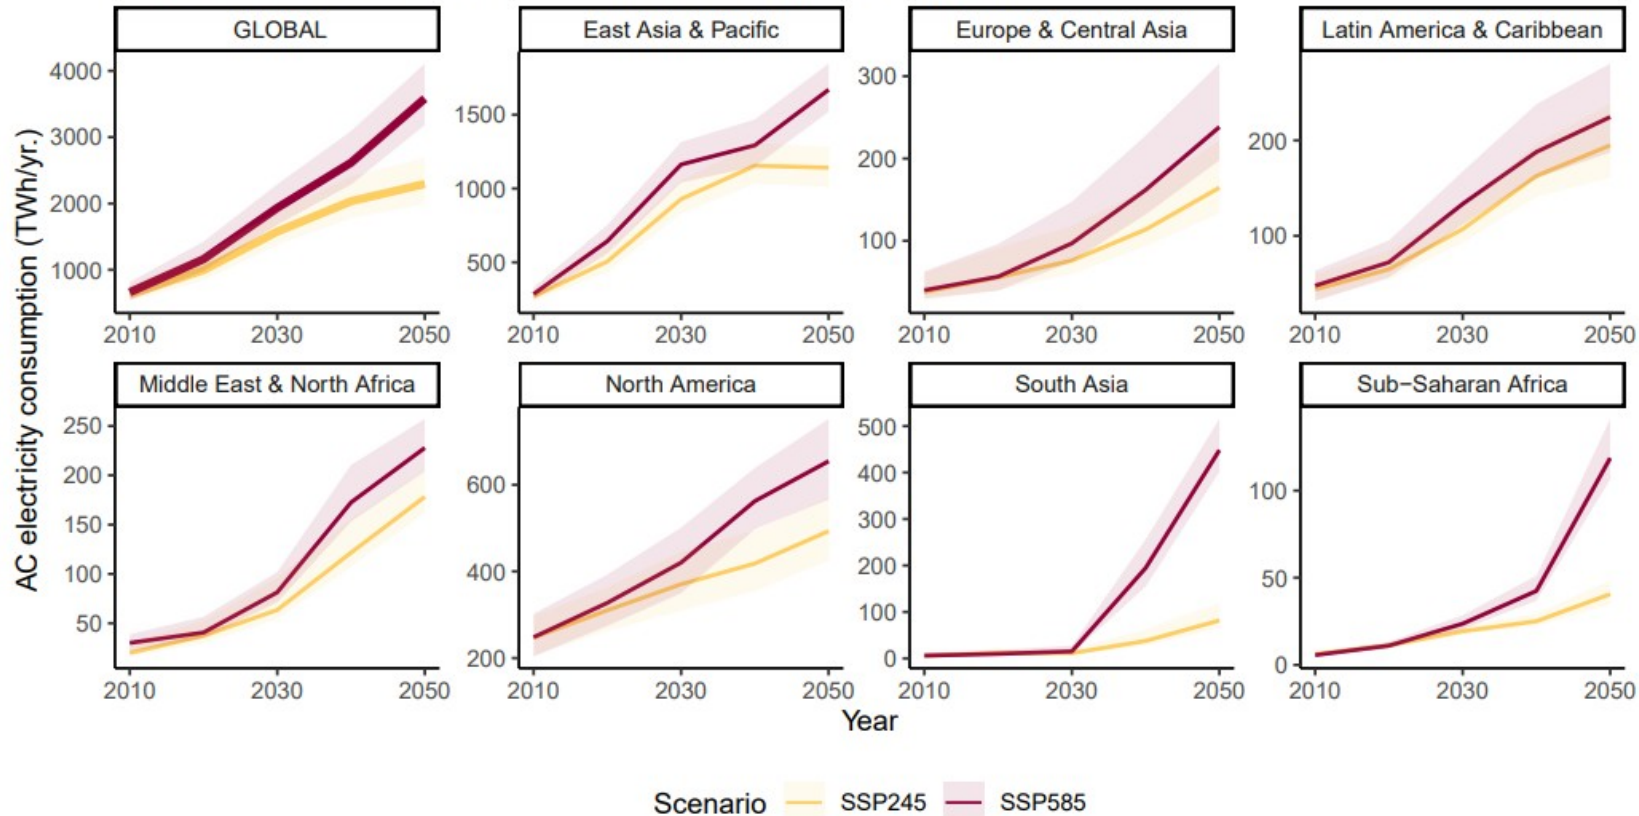 GLOBAL
East Asia & Pacific
Europe & Central Asia
Latin America & Caribbean
AC electricity consumption (TWh/yr.)
4000
3000
2000
1000
2010 2030 2050
1500
1000
500
2010 2030 2050
300
200
100
2010 2030 2050
200
100
2010 2030 2050
Middle East & North Africa
North America
South Asia
Sub−Saharan Africa
250
200
150
100
50
2010 2030 2050
600
400
200
2010 2030 2050
500
400
300
200
100
0
2010 2030 2050
100
50
0
2010 2030 2050
Year
Scenario SSP245 SSP585